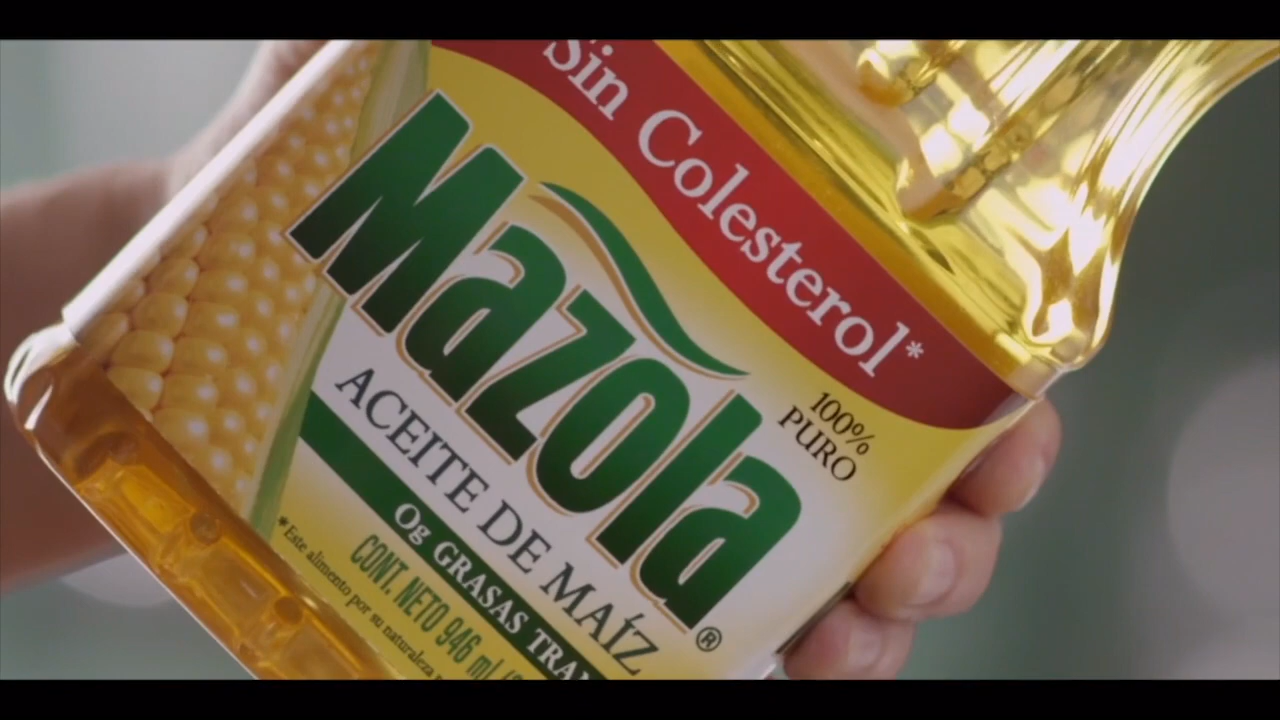 Sin Colesterol*
Mazola®
100%
PURO
ACEITE DE MAÍZ
0g GRASAS
CONT. NETO 946 ml
*Este alimento por su naturaleza